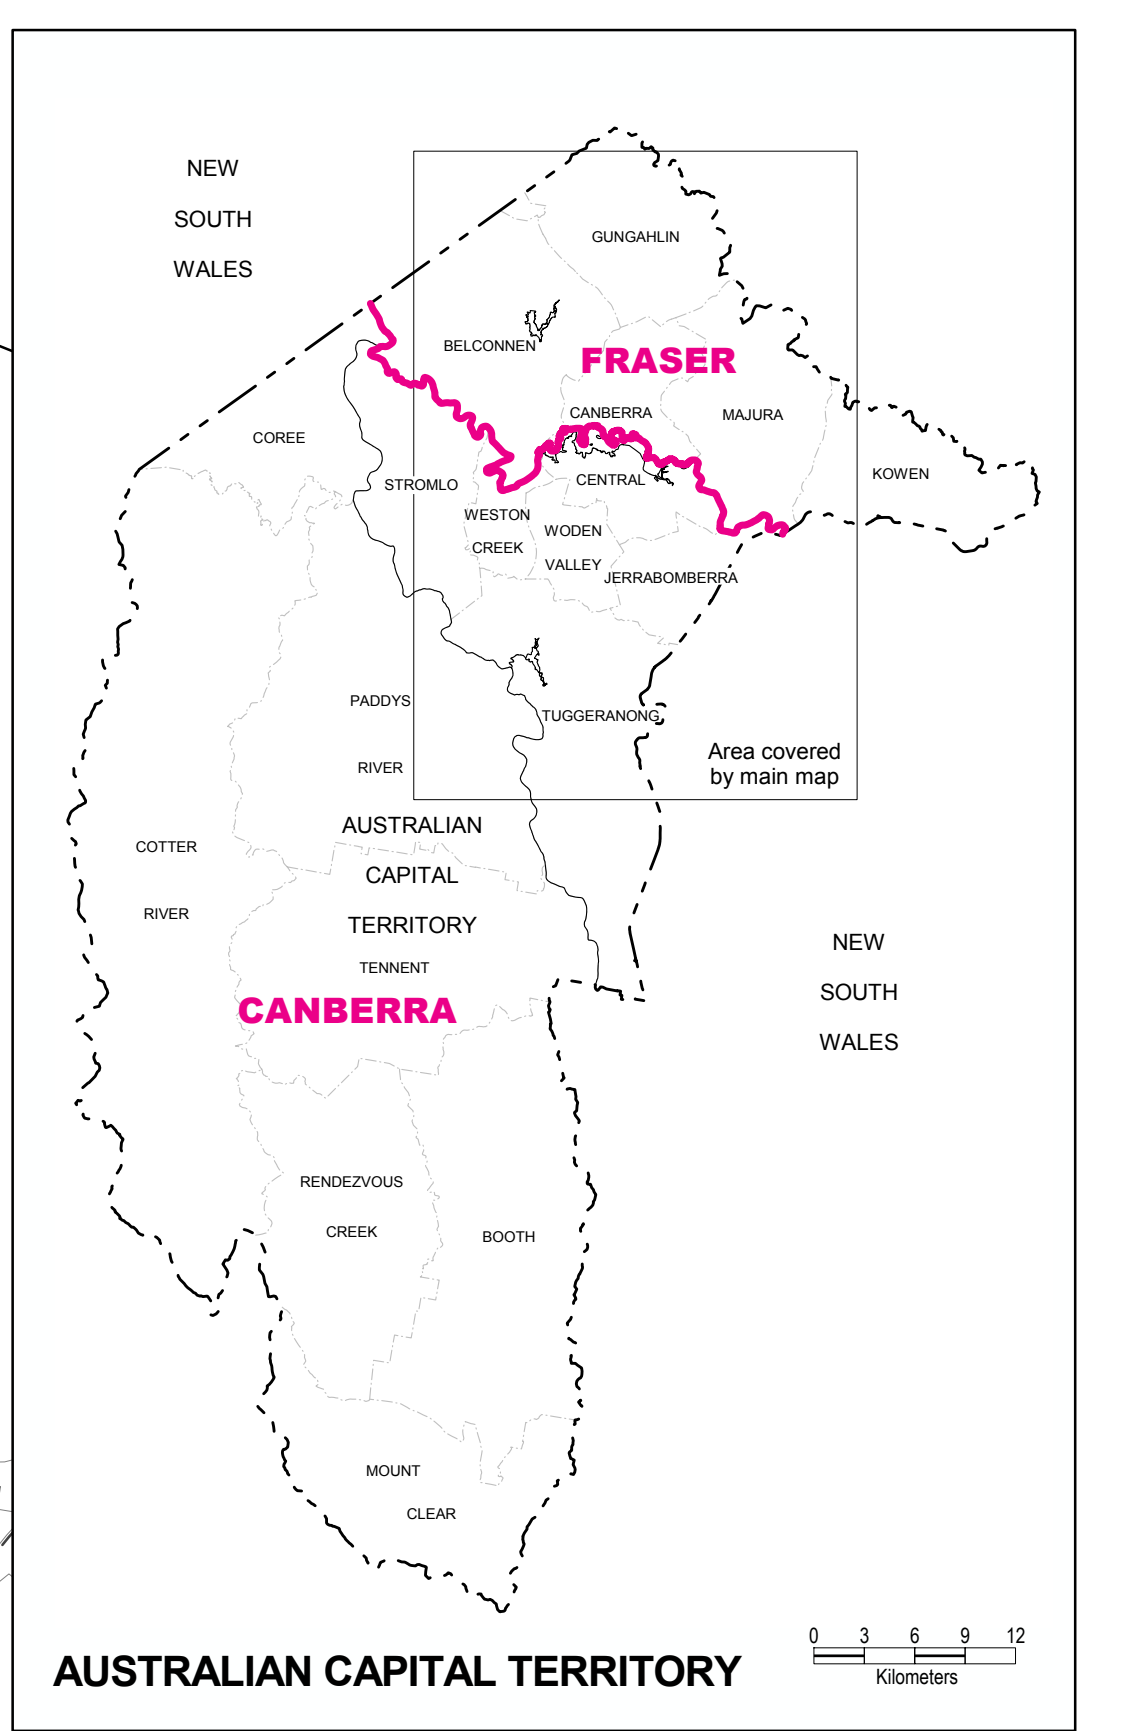 NEW
SOUTH
WALES
GUNGAHLIN
BELCONNEN
FRASER
CANBERRA
MAJURA
COREE
KOWEN
STROMLO
CENTRAL
WESTON
CREEK
WODEN
VALLEY
JERRABOMBERRA
PADDYS
RIVER
TUGGERANONG
Area covered
by main map
AUSTRALIAN
CAPITAL
TERRITORY
COTTER
RIVER
TENNENT
CANBERRA
NEW
SOUTH
WALES
RENDEZVOUS
CREEK
BOOTH
MOUNT
CLEAR
AUSTRALIAN CAPITAL TERRITORY
0 3 6 9 12
Kilometers